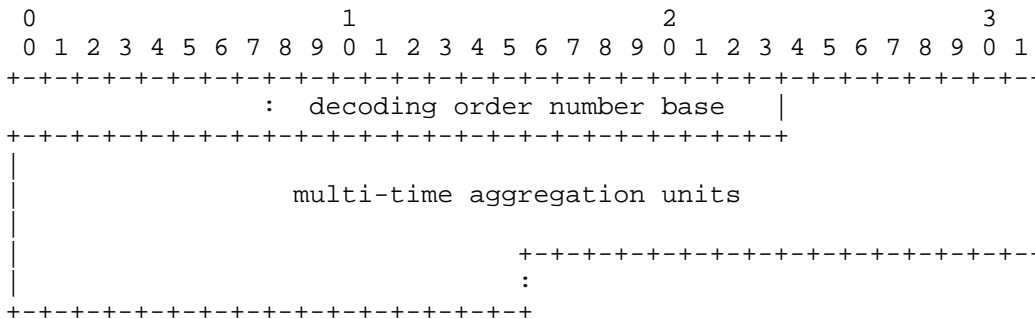 0                   1                   2                   3
 0 1 2 3 4 5 6 7 8 9 0 1 2 3 4 5 6 7 8 9 0 1 2 3 4 5 6 7 8 9 0 1
+-+-+-+-+-+-+-+-+-+-+-+-+-+-+-+-+-+-+-+-+-+-+-+-+-+-+-+-+-+-+-+-
                :  decoding order number base   |
+-+-+-+-+-+-+-+-+-+-+-+-+-+-+-+-+-+-+-+-+-+-+-+-+
|
|                 multi-time aggregation units
|
|                               +-+-+-+-+-+-+-+-+-+-+-+-+-+-+-+-+-
|                               :
+-+-+-+-+-+-+-+-+-+-+-+-+-+-+-+-+